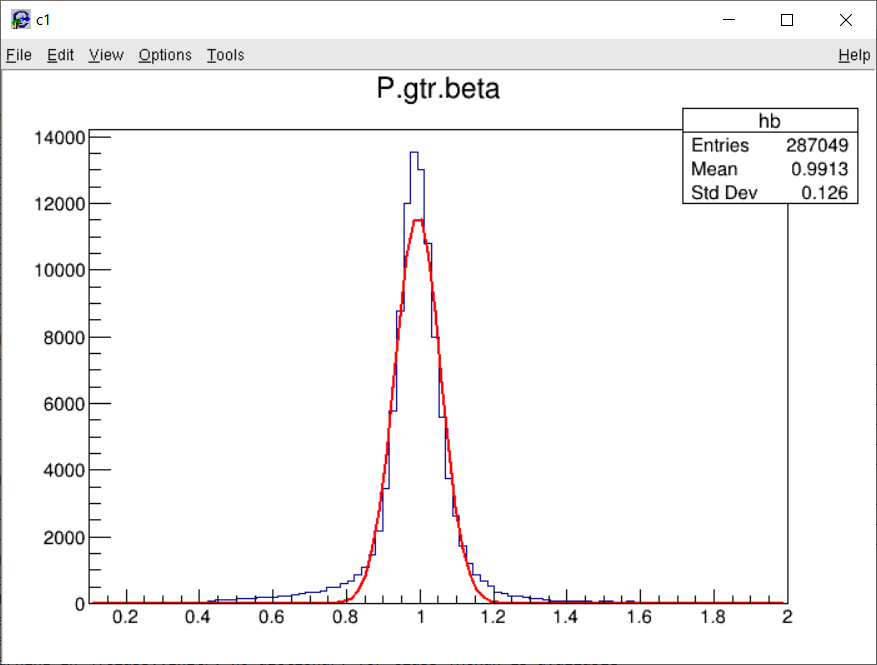 c1
File Edit View Options Tools Help
P.gtr.beta
hb
Entries 287049
Mean 0.9913
Std Dev 0.126
14000
12000
10000
8000
6000
4000
2000
0
0.2 0.4 0.6 0.8 1 1.2 1.4 1.6 1.8 2